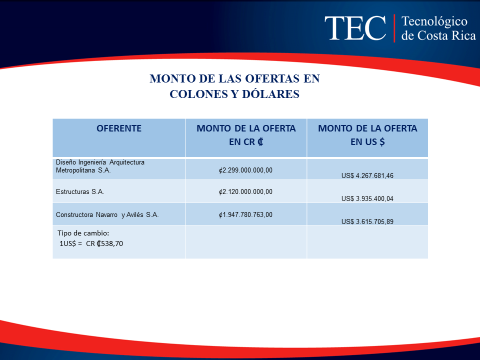 TEC | Tecnológico
de Costa Rica
MONTO DE LAS OFERTAS EN
COLONES Y DÓLARES
OFERENTE
MONTO DE LA OFERTA
EN CR ₡
MONTO DE LA OFERTA
EN US $
Diseño Ingeniería Arquitectura
Metropolitana S.A.
¢2.299.000.000,00
US$ 4.267.681,46
Estructuras S.A.
¢2.120.000.000,00
US$ 3.935.400,04
Constructora Navarro y Avilés S.A.
¢1.947.780.763,00
US$ 3.615.705,89
Tipo de cambio:
1US$ = CR ₡538,70